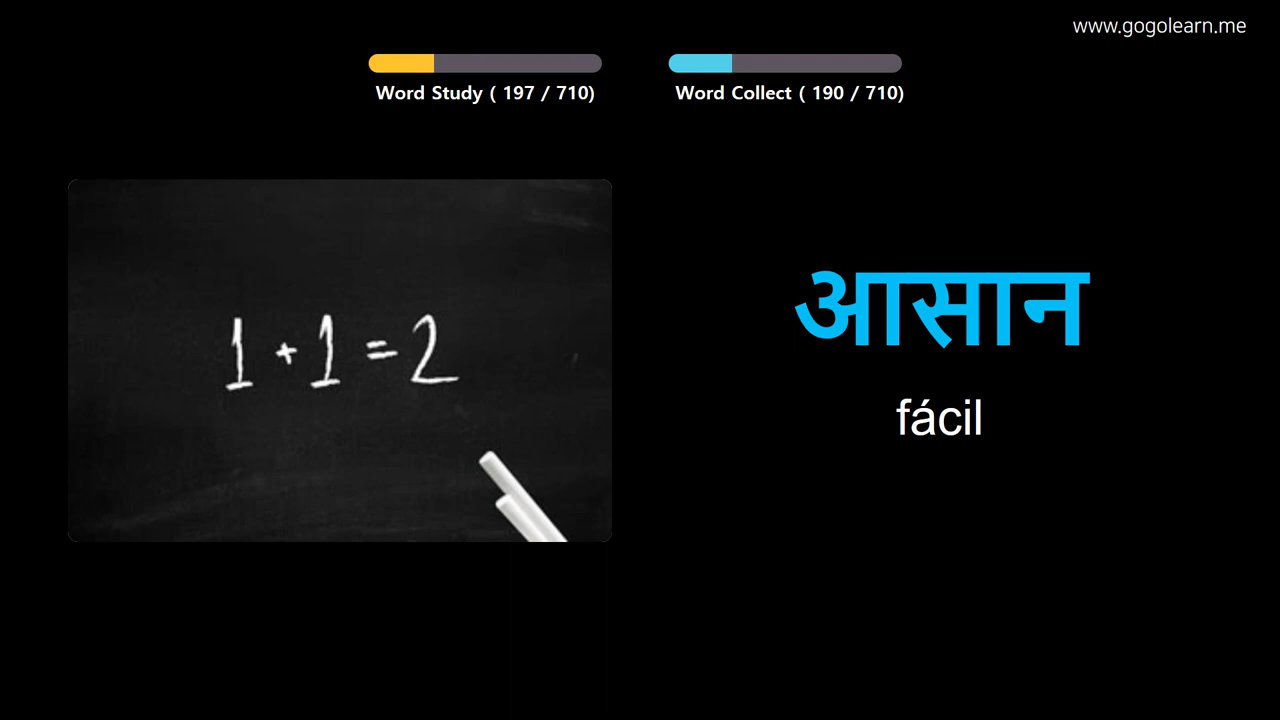 www.gogolearn.me
Word Study ( 197 / 710)
Word Collect ( 190 / 710)
1 + 1 = 2
आसान
fácil